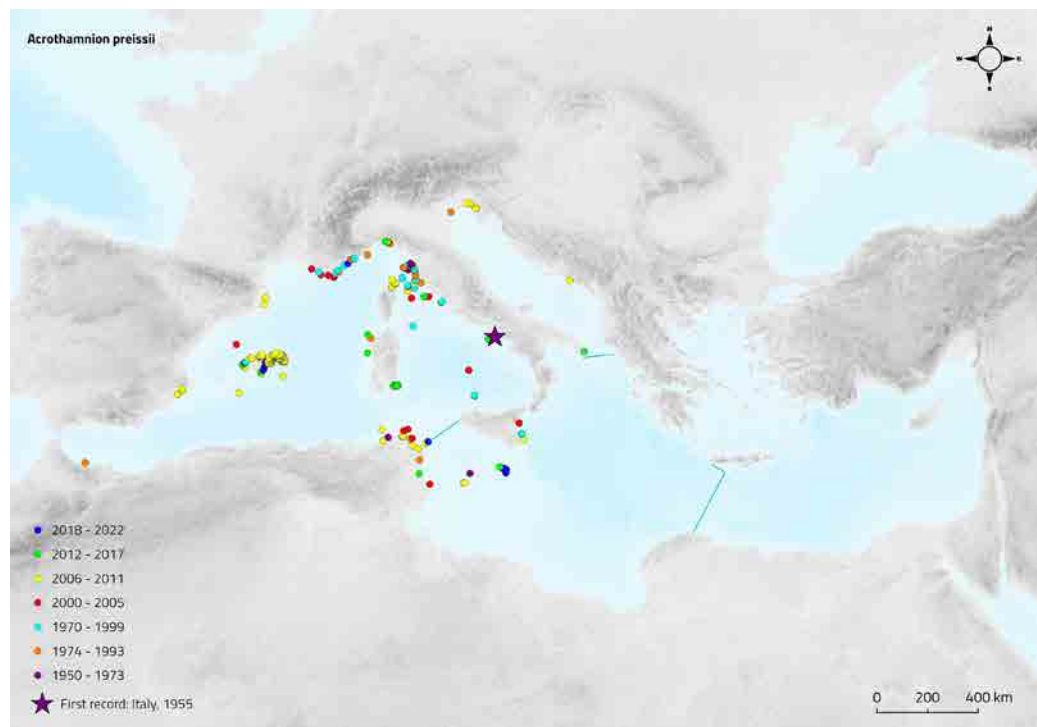 Acrothamnion preissii
N
W
E
S
2018 - 2022
2012 - 2017
2006 - 2011
2000 - 2005
1970 - 1999
1974 - 1993
1950 - 1973
First record: Italy, 1955
0 200 400 km